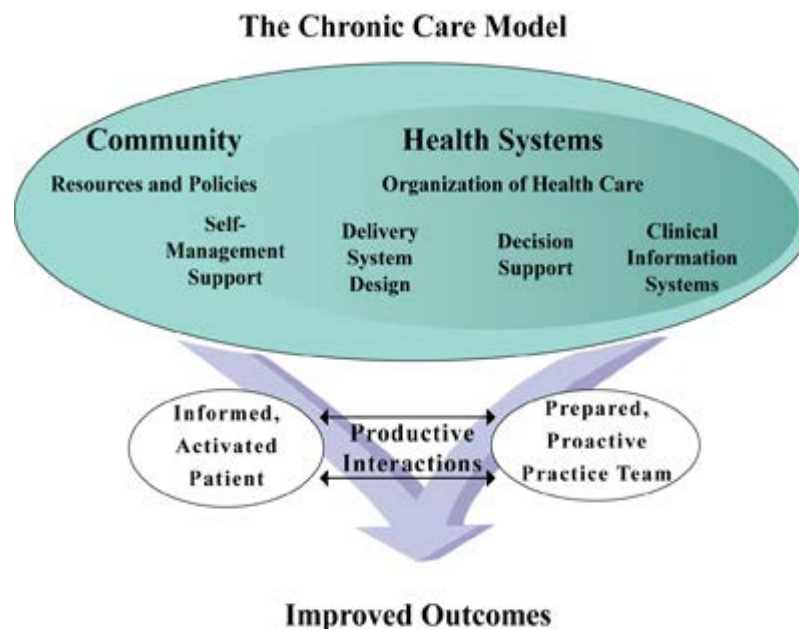 The Chronic Care Model
Community
Resources and Policies
Health Systems
Organization of Health Care
Self-
Management
Support
Delivery
System
Design
Decision
Support
Clinical
Information
Systems
Informed,
Activated
Patient
Productive
Interactions
Prepared,
Proactive
Practice Team
Improved Outcomes